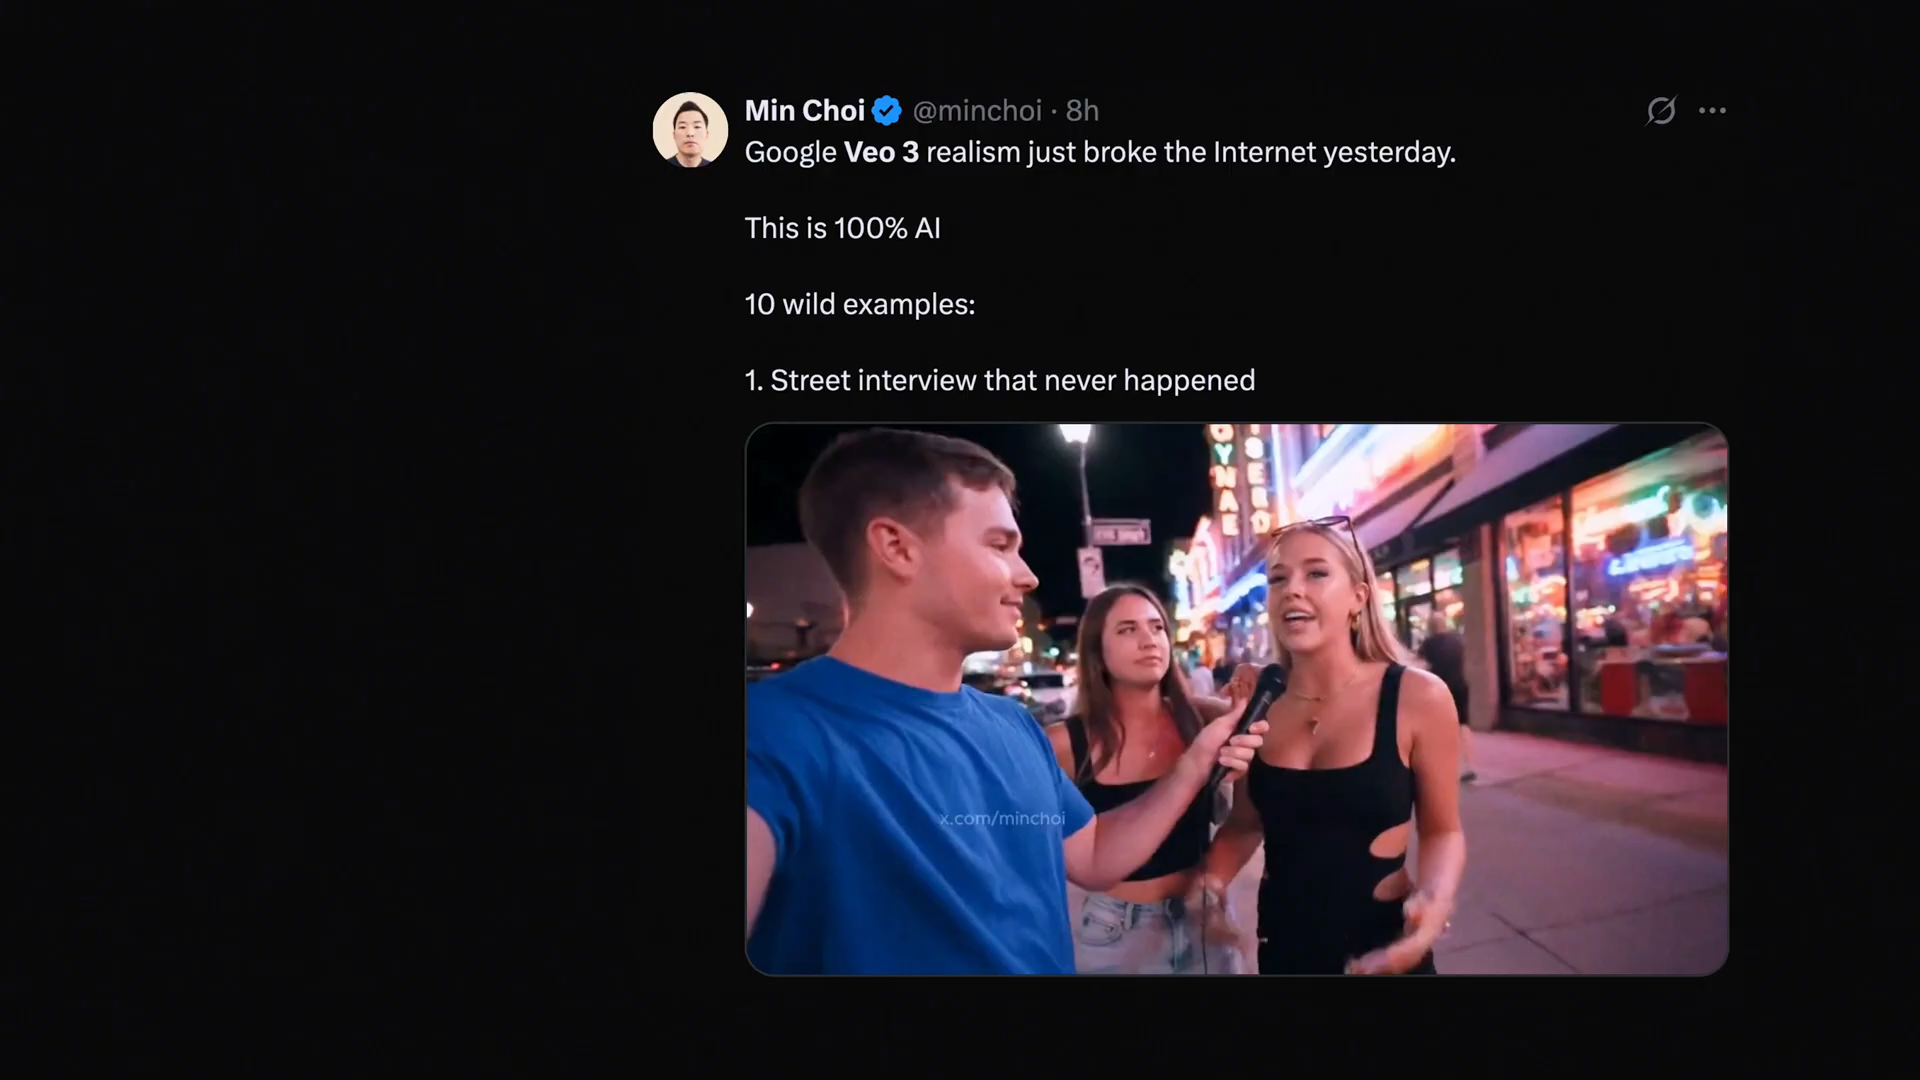 Min Choi @minchoi · 8h
Google Veo 3 realism just broke the Internet yesterday.
This is 100% AI
10 wild examples:
1. Street interview that never happened
x.com/minchoi